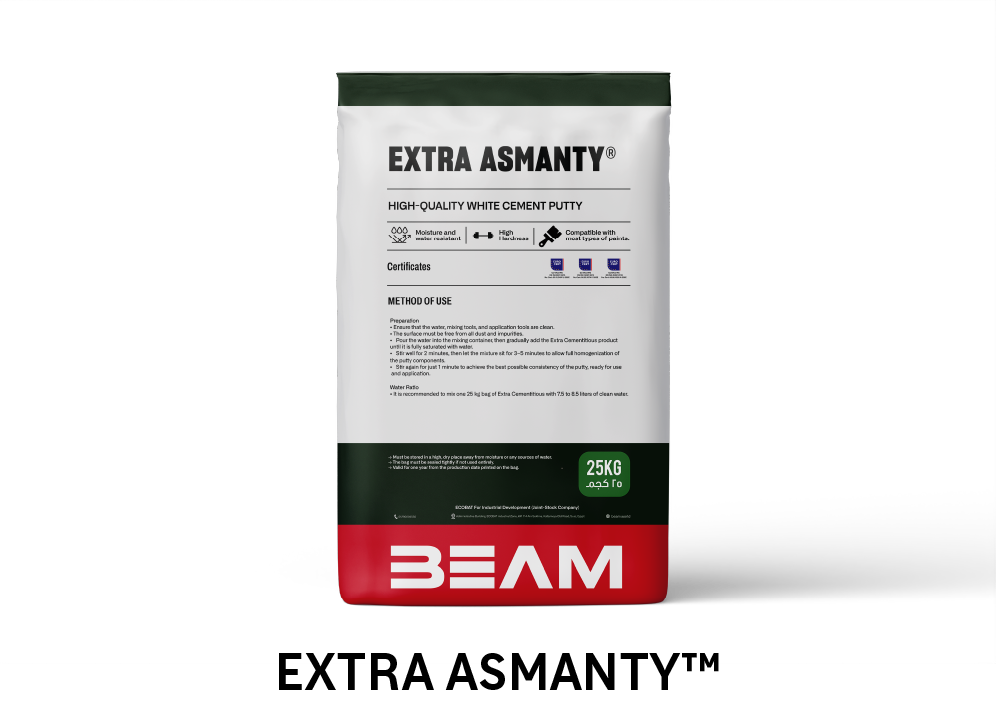 EXTRA ASMANTY®
HIGH-QUALITY WHITE CEMENT PUTTY
Moisture and
water resistant
High
Hardness
Compatible with
most types of paints.
Certificates
METHOD OF USE
Preparation
• Ensure that the water, mixing tools, and application tools are clean.
• The surface must be free from all dust and impurities.
• Pour the water into the mixing container, then gradually add the Extra Cementitious product
until it is fully saturated with water.
• Stir well for 2 minutes, then let the mixture sit for 3–5 minutes to allow full homogenization of
the putty components.
• Stir again for just 1 minute to achieve the best possible consistency of the putty, ready for use
and application.
Water Ratio
• It is recommended to mix one 25 kg bag of Extra Cementitious with 7.5 to 8.5 liters of clean water.
→ Must be stored in a high, dry place away from moisture or any sources of water.
→ The bag must be sealed tightly if not used entirely.
→ Valid for one year from the production date printed on the bag.
25KG
٢٥ كجم
ECOBAT For Industrial Development (Joint-Stock Company)
BEAM
EXTRA ASMANTY™